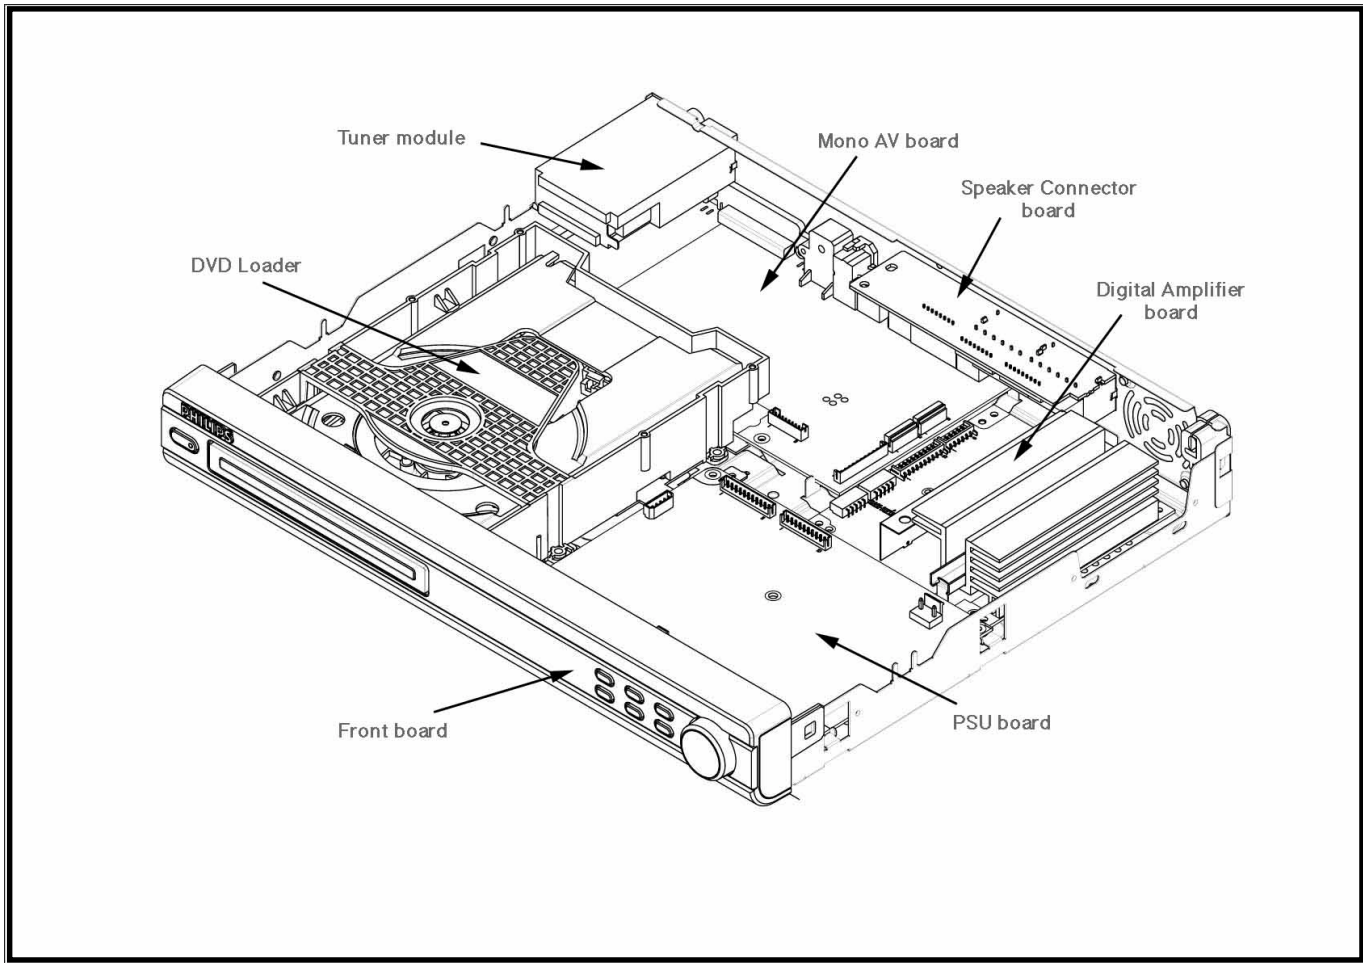 Tuner module
Mono AV board
Speaker Connector
board
DVD Loader
Digital Amplifier
board
PHILIPS
Front board
PSU board